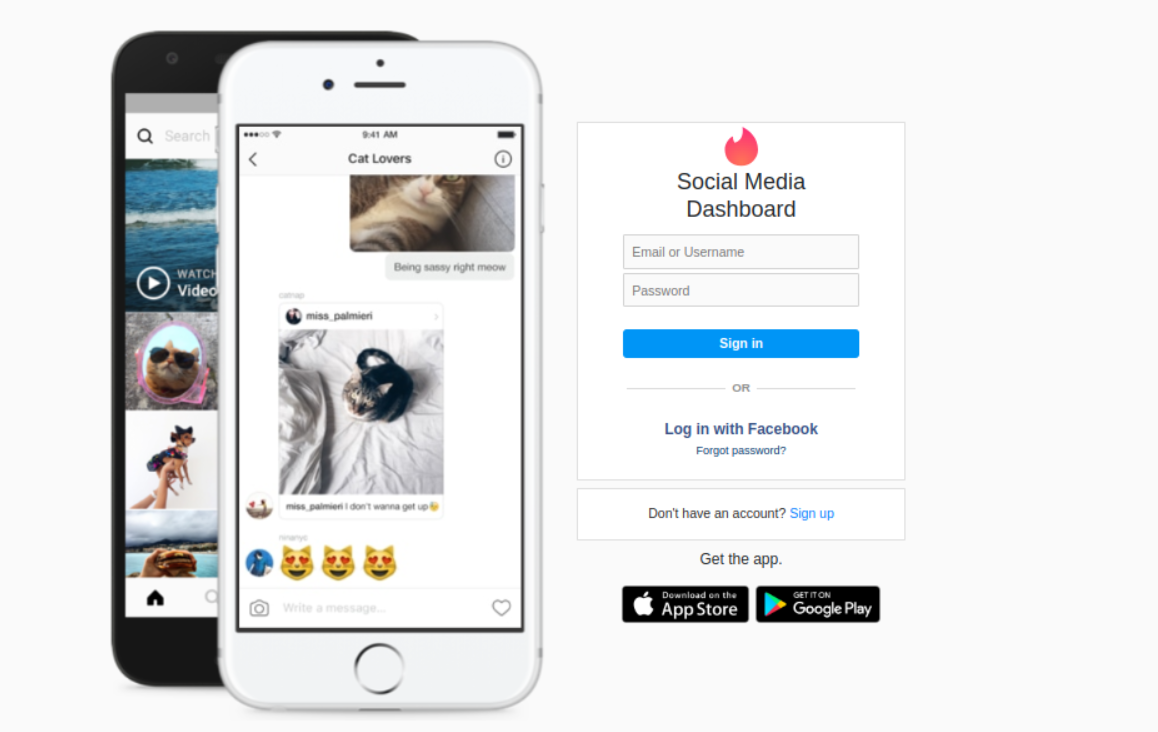 Search
WATCH
Video
9:41 AM
Cat Lovers
Being sassy right meow
catnap
miss_palmieri
miss_palmieri I don't wanna get up
ninanyc
Write a message...
Social Media
Dashboard
Email or Username
Password
Sign in
OR
Log in with Facebook
Forgot password?
Don't have an account? Sign up
Get the app.
Download on the
App Store
GET IT ON
Google Play